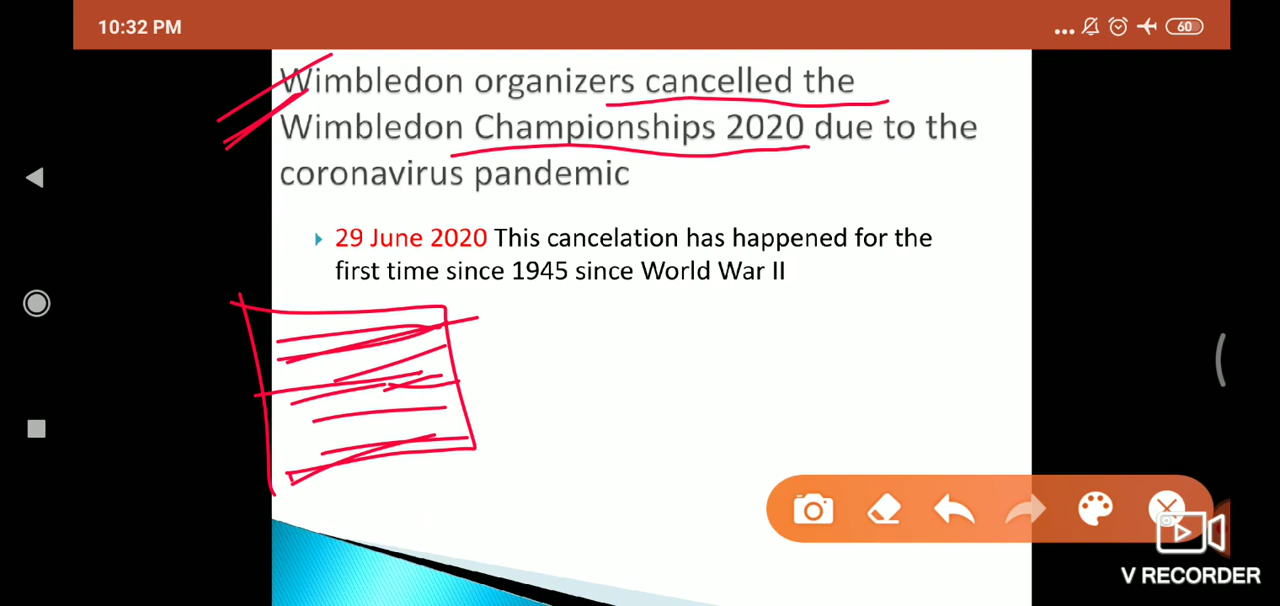 10:32 PM
60
Wimbledon organizers cancelled the
Wimbledon Championships 2020 due to the
coronavirus pandemic
29 June 2020 This cancelation has happened for the
first time since 1945 since World War II
V RECORDER